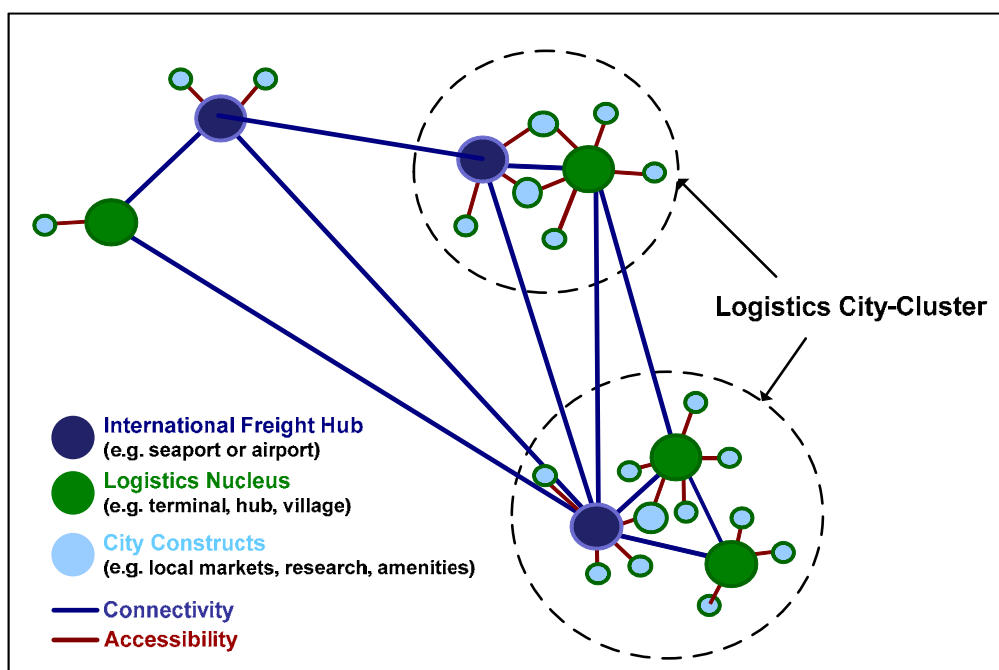 Logistics City-Cluster
International Freight Hub
(e.g. seaport or airport)
Logistics Nucleus
(e.g. terminal, hub, village)
City Constructs
(e.g. local markets, research, amenities)
Connectivity
Accessibility